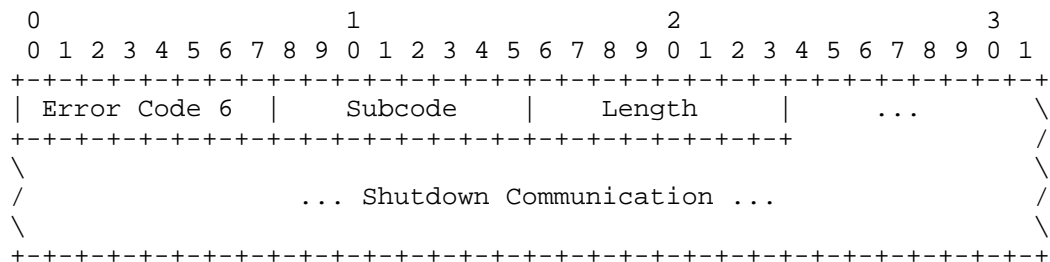 0                   1                   2                   3
 0 1 2 3 4 5 6 7 8 9 0 1 2 3 4 5 6 7 8 9 0 1 2 3 4 5 6 7 8 9 0 1
+-+-+-+-+-+-+-+-+-+-+-+-+-+-+-+-+-+-+-+-+-+-+-+-+-+-+-+-+-+-+-+-+
| Error Code 6  |    Subcode    |    Length     |     ...       \
+-+-+-+-+-+-+-+-+-+-+-+-+-+-+-+-+-+-+-+-+-+-+-+-+               /
\                                                               \
/                 ... Shutdown Communication ...                /
\                                                               \
+-+-+-+-+-+-+-+-+-+-+-+-+-+-+-+-+-+-+-+-+-+-+-+-+-+-+-+-+-+-+-+-+